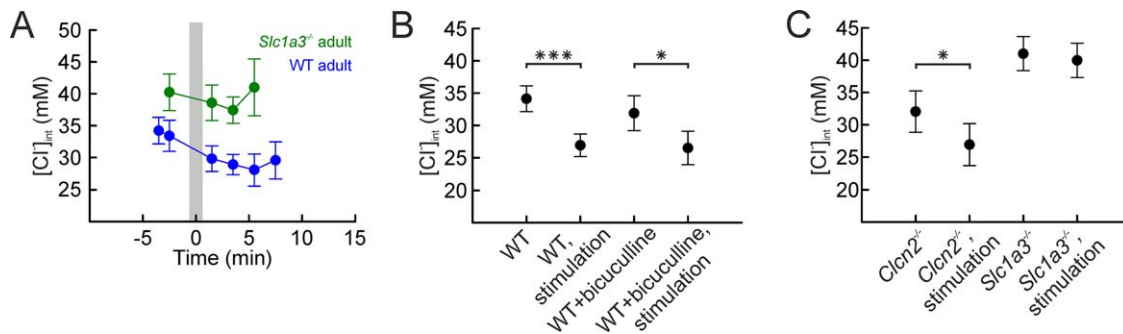 A
[Cl⁻]int (mM)
50
45
40
35
30
25
Slc1a3-/- adult
WT adult
-5 0 5 10 15
Time (min)
B
[Cl⁻]int (mM)
45
40
35
30
25
20
***
*
WT
WT,
stimulation
WT+bicuculline
WT+bicuculline,
stimulation
C
[Cl⁻]int (mM)
45
40
35
30
25
20
*
Clcn2-/-
Clcn2-/-,
stimulation
Slc1a3-/-
Slc1a3-/-,
stimulation